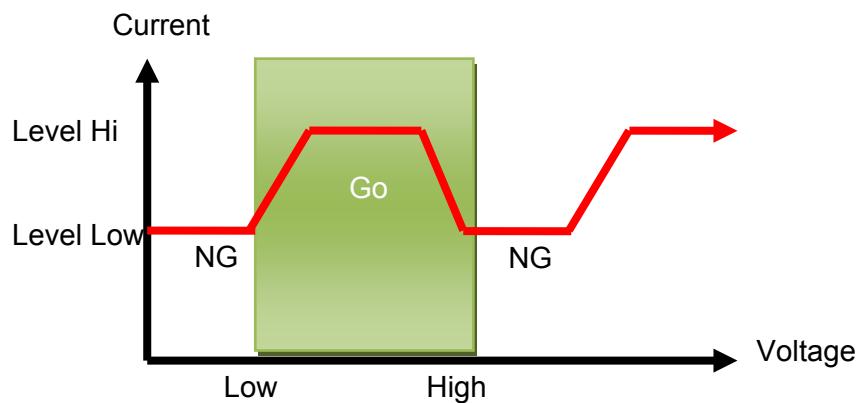 Current
Level Hi
Go
Level Low
NG
NG
Voltage
Low
High